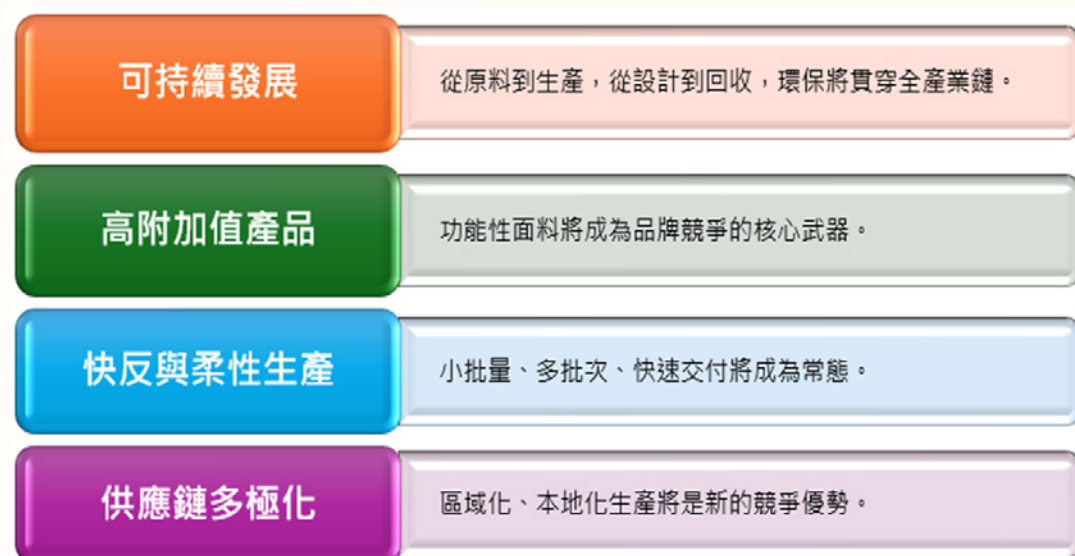 可持續發展
從原料到生產，從設計到回收，環保將貫穿全產業鏈。
高附加值產品
功能性面料將成為品牌競爭的核心武器。
快反與柔性生產
小批量、多批次、快速交付將成為常態。
供應鏈多極化
區域化、本地化生產將是新的競爭優勢。